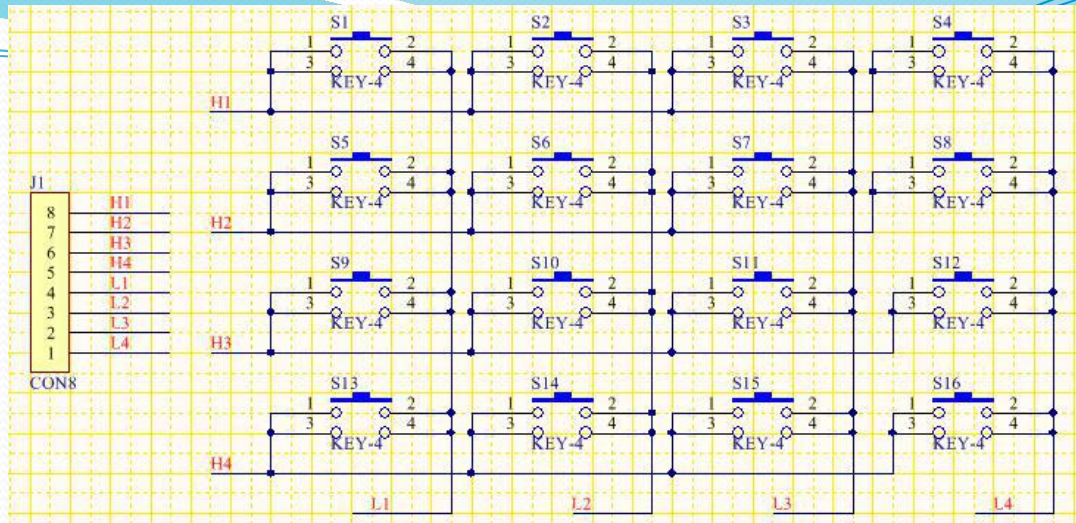 S1 S2 S3 S4
1 2 1 2 1 2 1 2
3 4 3 4 3 4 3 4
KEY-4 KEY-4 KEY-4 KEY-4
H1
S5 S6 S7 S8
1 2 1 2 1 2 1 2
3 4 3 4 3 4 3 4
KEY-4 KEY-4 KEY-4 KEY-4
H2
J1
8 H1
7 H2
6 H3
5 H4
4 L1
3 L2
2 L3
1 L4
CON8
S9 S10 S11 S12
1 2 1 2 1 2 1 2
3 4 3 4 3 4 3 4
KEY-4 KEY-4 KEY-4 KEY-4
H3
S13 S14 S15 S16
1 2 1 2 1 2 1 2
3 4 3 4 3 4 3 4
KEY-4 KEY-4 KEY-4 KEY-4
H4
L1 L2 L3 L4